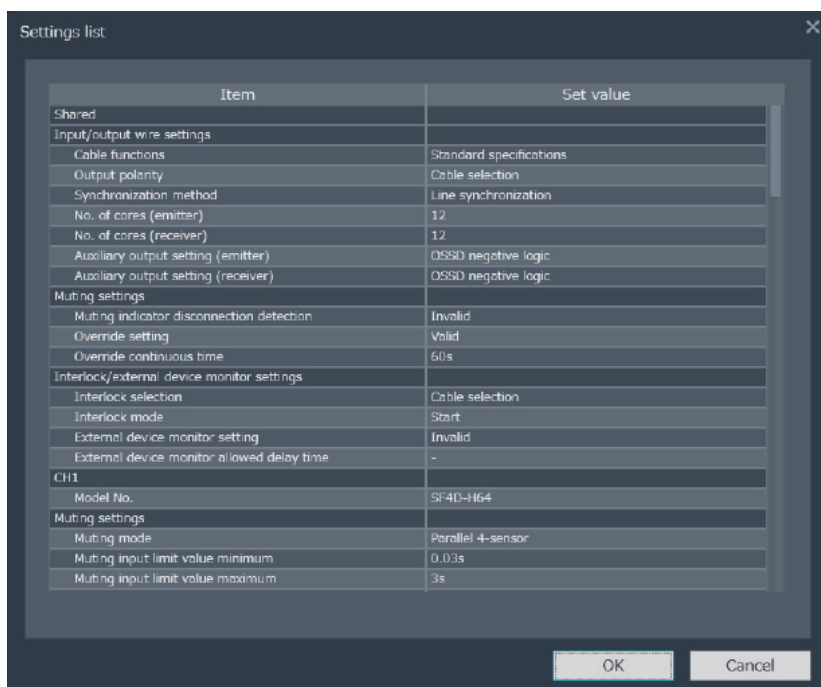 Settings list
Item Set value
Shared
Input/output wire settings
Cable functions Standard specifications
Output polarity Cable selection
Synchronization method Line synchronization
No. of cores (emitter) 12
No. of cores (receiver) 12
Auxiliary output setting (emitter) OSSD negative logic
Auxiliary output setting (receiver) OSSD negative logic
Muting settings
Muting indicator disconnection detection Invalid
Override setting Valid
Override continuous time 60s
Interlock/external device monitor settings
Interlock selection Cable selection
Interlock mode Start
External device monitor setting Invalid
External device monitor allowed delay time -
CH1
Model No. SF4D-H64
Muting settings
Muting mode Parallel 4-sensor
Muting input limit value minimum 0.03s
Muting input limit value maximum 3s
OK Cancel